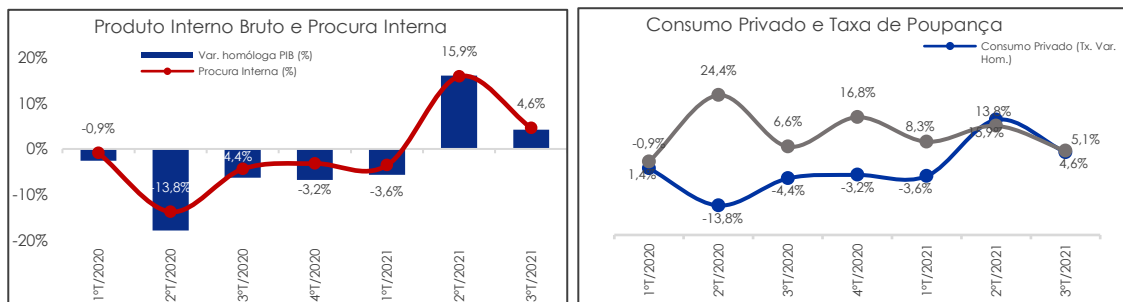 Produto Interno Bruto e Procura Interna
Var. homóloga PIB (%)
Procura Interna (%)
20%
10%
0%
-10%
-20%
-0,9%
-13,8%
-4,4%
-3,2%
-3,6%
15,9%
4,6%
1ºT/2020
2ºT/2020
3ºT/2020
4ºT/2020
1ºT/2021
2ºT/2021
3ºT/2021
Consumo Privado e Taxa de Poupança
Consumo Privado (Tx. Var.
Hom.)
24,4%
16,8%
6,6%
8,3%
13,8%
15,9%
5,1%
4,6%
-0,9%
1,4%
-13,8%
-4,4%
-3,2%
-3,6%
1ºT/2020
2ºT/2020
3ºT/2020
4ºT/2020
1ºT/2021
2ºT/2021
3ºT/2021